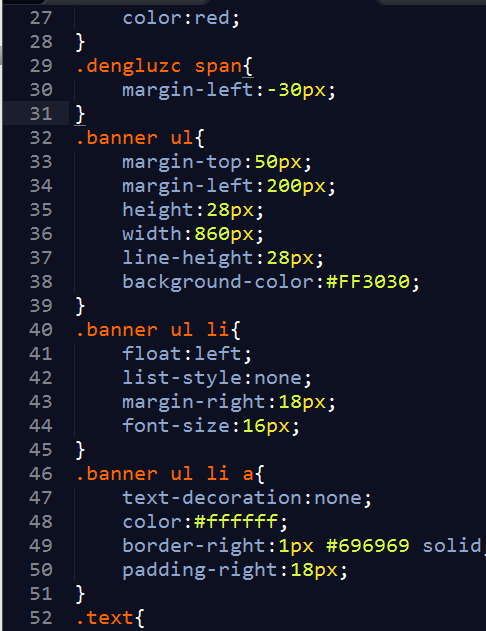 27 color:red;
28 }
29 .dengluzc span{
30 margin-left:-30px;
31 }
32 .banner ul{
33 margin-top:50px;
34 margin-left:200px;
35 height:28px;
36 width:860px;
37 line-height:28px;
38 background-color:#FF3030;
39 }
40 .banner ul li{
41 float:left;
42 list-style:none;
43 margin-right:18px;
44 font-size:16px;
45 }
46 .banner ul li a{
47 text-decoration:none;
48 color:#ffffff;
49 border-right:1px #696969 solid;
50 padding-right:18px;
51 }
52 .text{